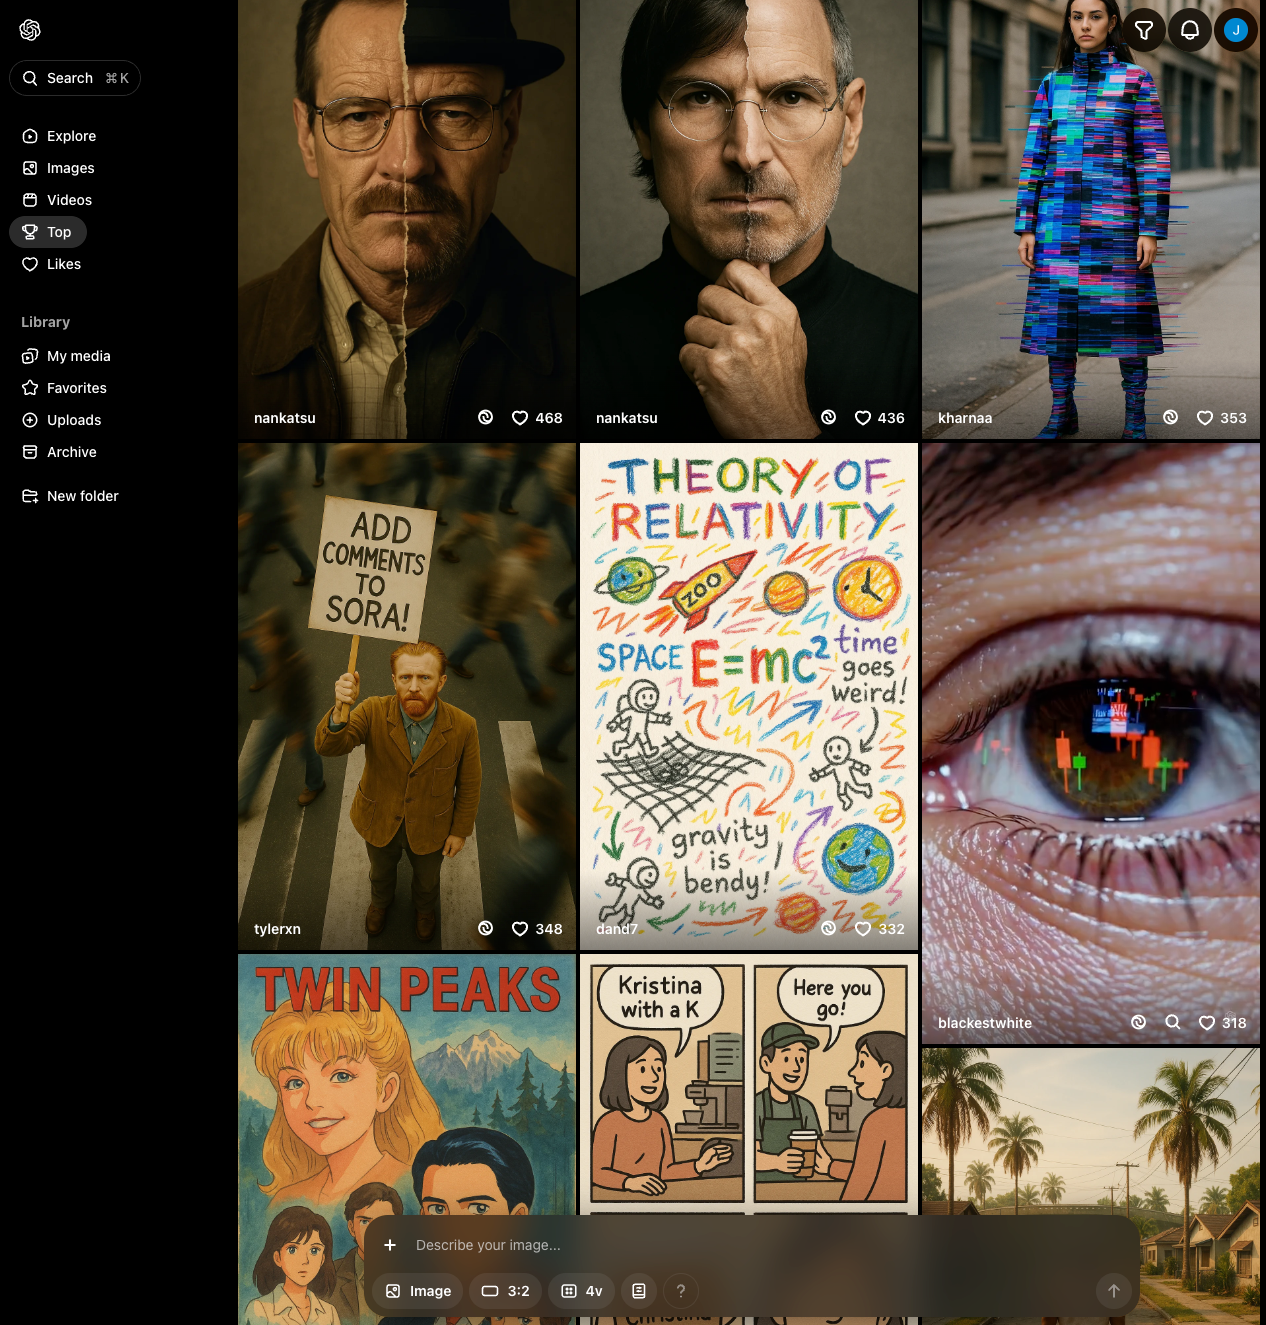 Search ⌘ K
Explore
Images
Videos
Top
Likes
Library
My media
Favorites
Uploads
Archive
New folder
J
nankatsu
468
nankatsu
436
kharnaa
353
ADD
COMMENTS
TO
SORA!
tylerxn
348
THEORY OF
RELATIVITY
ZOO
SPACE E=mc²
time
goes
weird!
gravity
is
bendy!
dand7
332
blackestwhite
318
TWIN PEAKS
Kristina
with a K
Here you
go!
Describe your image...
Image
3:2
4v
?
Christina